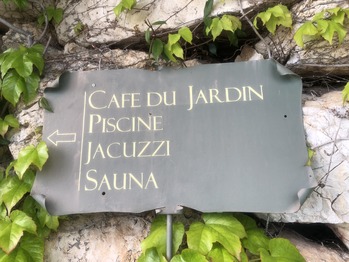 Cafe du Jardin
Piscine
Jacuzzi
Sauna